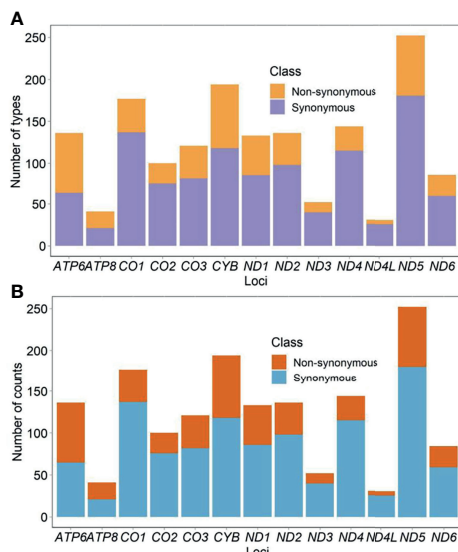 A
250
200
150
100
50
0
Number of types
Class
Non-synonymous
Synonymous
ATP6 ATP8 CO1 CO2 CO3 CYB ND1 ND2 ND3 ND4 ND4L ND5 ND6
Loci
B
250
200
150
100
50
0
Number of counts
Class
Non-synonymous
Synonymous
ATP6 ATP8 CO1 CO2 CO3 CYB ND1 ND2 ND3 ND4 ND4L ND5 ND6
Loci